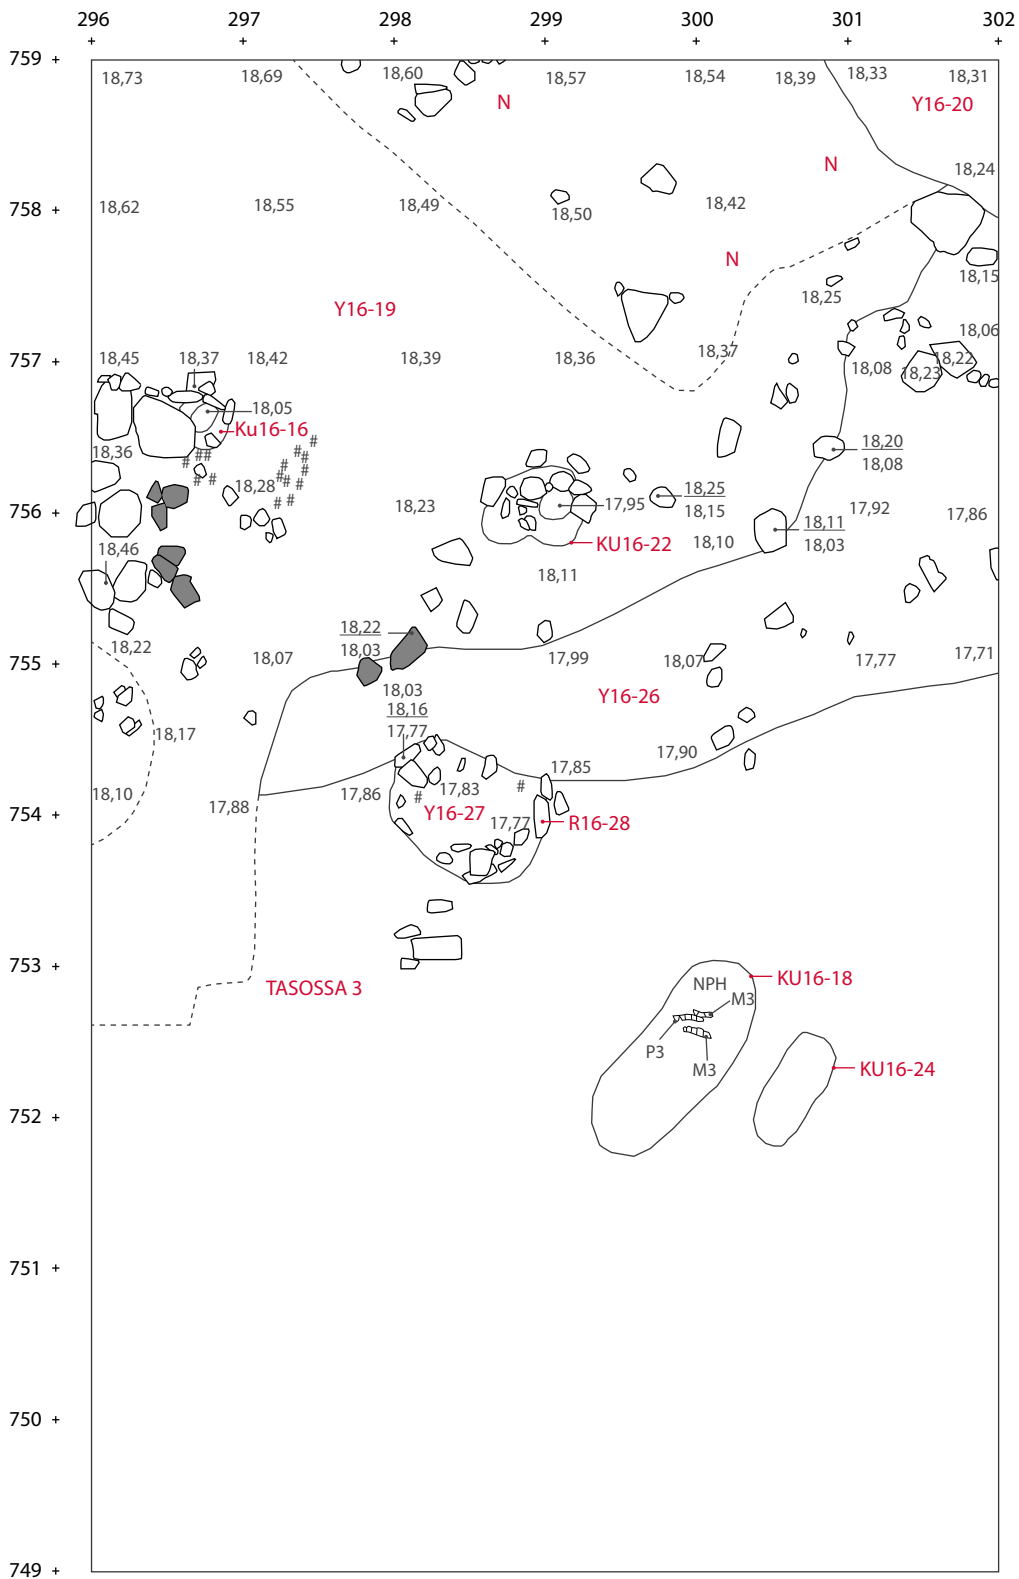 296 297 298 299 300 301 302
+ + + + + + +
759 +
18,73 18,69 18,60 18,57 18,54 18,39 18,33 18,31
N Y16-20
N
18,24
758 +
18,62 18,55 18,49 18,50 18,42
N
18,15
18,25
Y16-19
18,06
757 +
18,45 18,37 18,42 18,39 18,36 18,37 18,08 18,23 18,22
18,05
Ku16-16
#
18,20
18,36 # # # # # #
18,08
# # # # # # #
18,28 # # 18,23 17,95 18,25 17,92 17,86
756 +
18,15
18,11
18,46 KU16-22 18,10 18,03
18,11
18,22
18,22 18,03
755 +
18,07 17,99 18,07 17,77 17,71
18,03
18,16 Y16-26
17,77
18,17 17,90
17,85
18,10 17,88 17,86 # 17,83 #
754 +
Y16-27 17,77 R16-28
753 +
TASOSSA 3 NPH KU16-18
M3
P3
M3 KU16-24
752 +
751 +
750 +
749 +